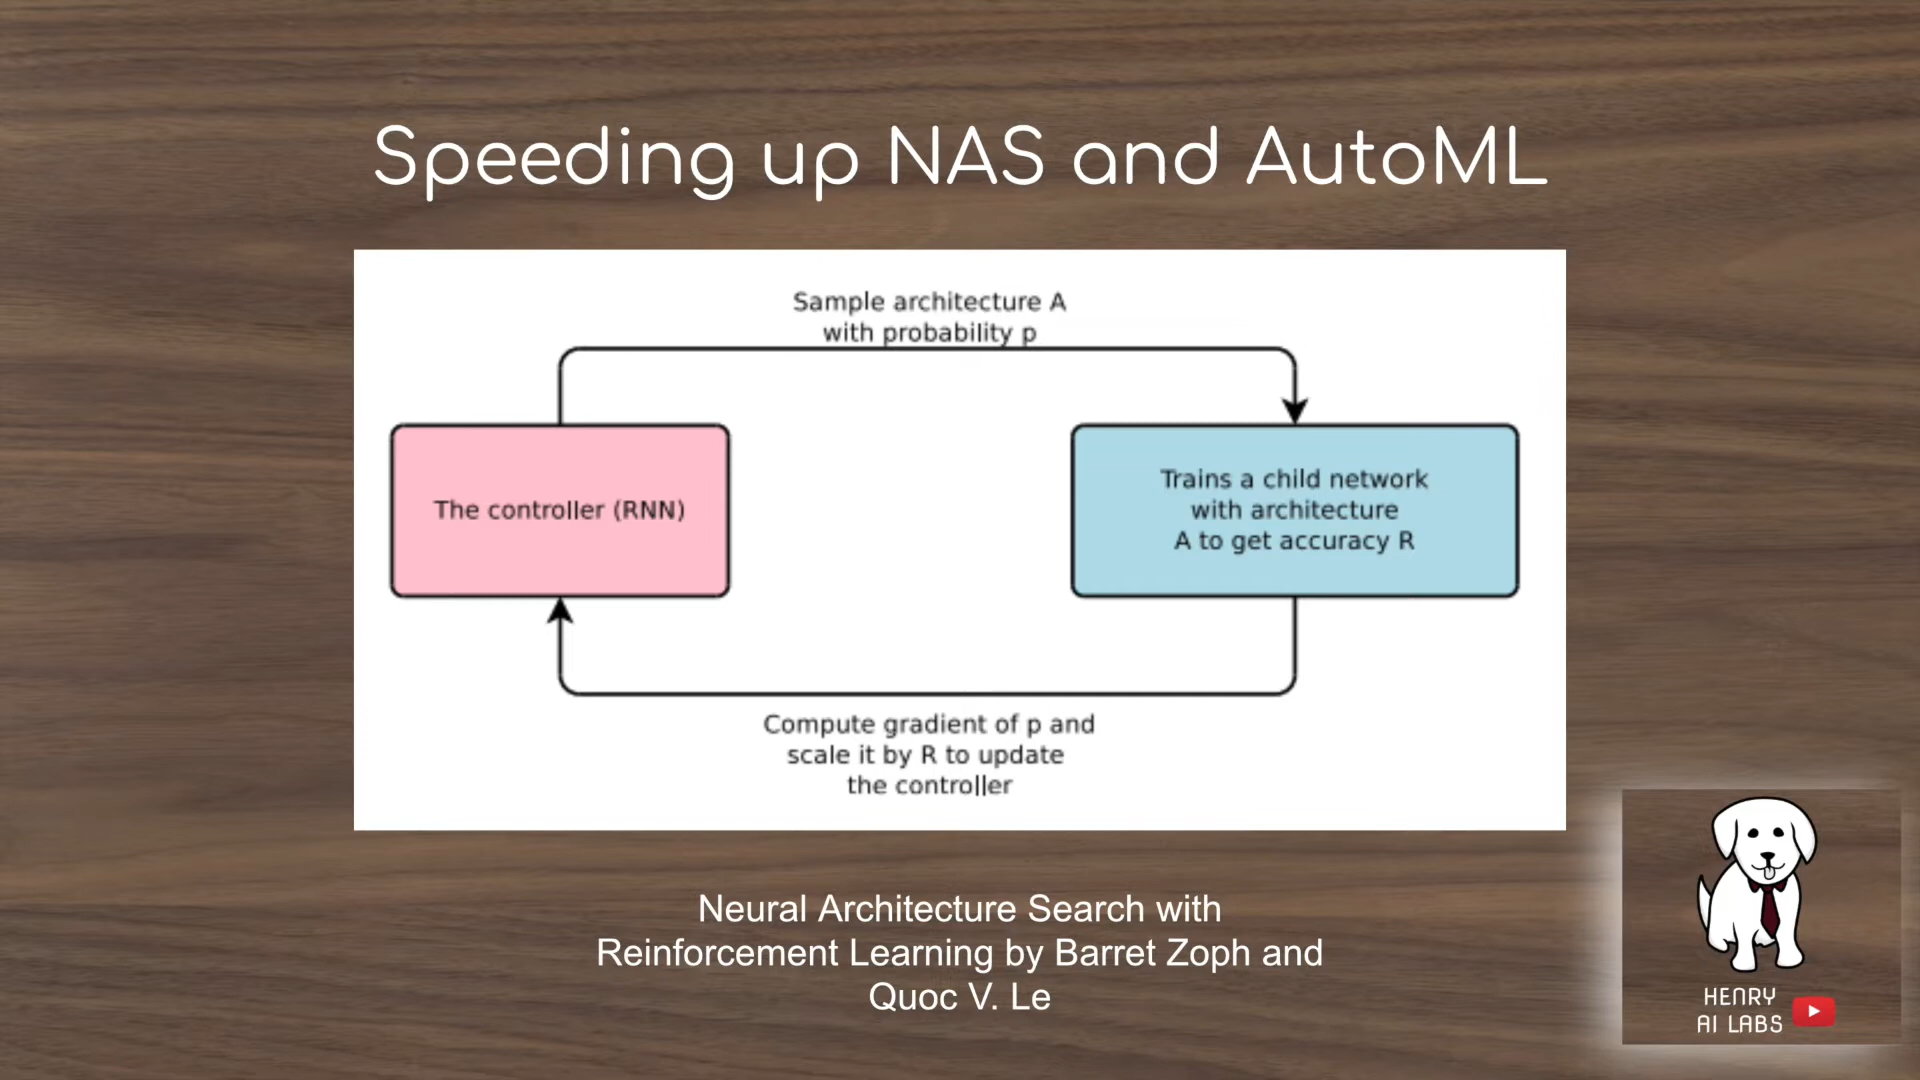 Speeding up NAS and AutoML
Sample architecture A
with probability p
The controller (RNN)
Trains a child network
with architecture
A to get accuracy R
Compute gradient of p and
scale it by R to update
the controller
Neural Architecture Search with
Reinforcement Learning by Barret Zoph and
Quoc V. Le
HENRY
AI LABS